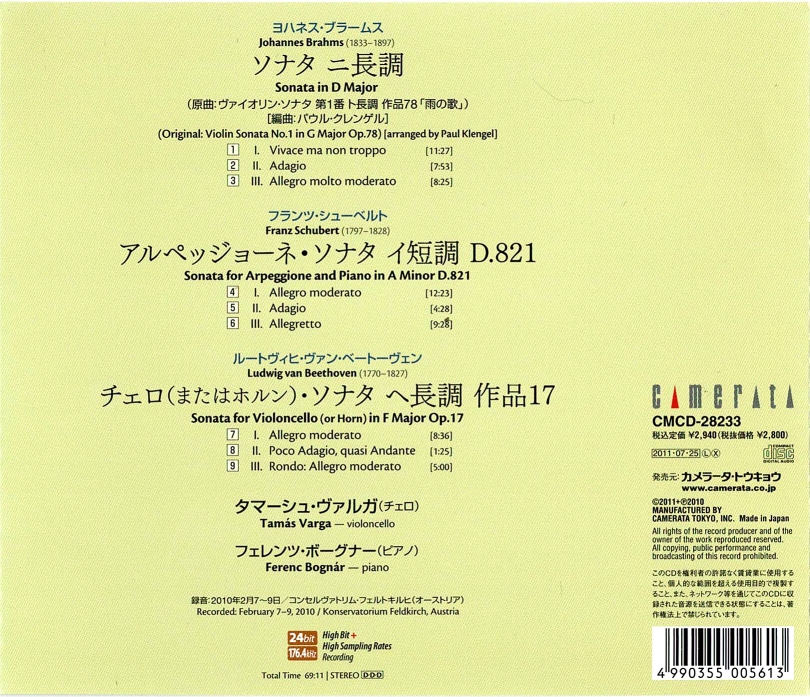 ヨハネス・ブラームス
Johannes Brahms (1833–1897)
ソナタ ニ長調
Sonata in D Major
(原曲:ヴァイオリン・ソナタ 第1番 ト長調 作品78「雨の歌」)
[編曲:パウル・クレンゲル]
(Original: Violin Sonata No.1 in G Major Op.78) [arranged by Paul Klengel]
1 I. Vivace ma non troppo [11:27]
2 II. Adagio [7:53]
3 III. Allegro molto moderato [8:25]
フランツ・シューベルト
Franz Schubert (1797–1828)
アルペッジョーネ・ソナタ イ短調 D.821
Sonata for Arpeggione and Piano in A Minor D.821
4 I. Allegro moderato [12:23]
5 II. Adagio [4:28]
6 III. Allegretto [9:28]
ルートヴィヒ・ヴァン・ベートーヴェン
Ludwig van Beethoven (1770–1827)
チェロ(またはホルン)・ソナタ ヘ長調 作品17
Sonata for Violoncello (or Horn) in F Major Op.17
7 I. Allegro moderato [8:36]
8 II. Poco Adagio, quasi Andante [1:25]
9 III. Rondo: Allegro moderato [5:00]
タマーシュ・ヴァルガ(チェロ)
Tamás Varga — violoncello
フェレンツ・ボーグナー(ピアノ)
Ferenc Bognár — piano
録音:2010年2月7〜9日/コンセルヴァトリム・フェルトキルヒ(オーストリア)
Recorded: February 7–9, 2010 / Konservatorium Feldkirch, Austria
24bit
176.4kHz
High Bit +
High Sampling Rates
Recording
Total Time 69:11 | STEREO DDD
camerata
CMCD-28233
税込定価 ¥2,940(税抜価格 ¥2,800)
2011・07・25 Ⓛ Ⓧ
COMPACT
disc
DIGITAL AUDIO
発売元:カメラータ・トウキョウ
www.camerata.co.jp
©2011+℗2010
MANUFACTURED BY
CAMERATA TOKYO, INC. Made in Japan
All rights of the record producer and of the
owner of the work reproduced reserved.
All copying, public performance and
broadcasting of this record prohibited.
このCDを権利者の許諾なく賃貸業に使用する
こと、個人的な範囲を超える使用目的で複製す
ること、また、ネットワーク等を通じてこのCDに収
録された音源を送信できる状態にすることは、著
作権法上で禁じられています。
4 990355 005613